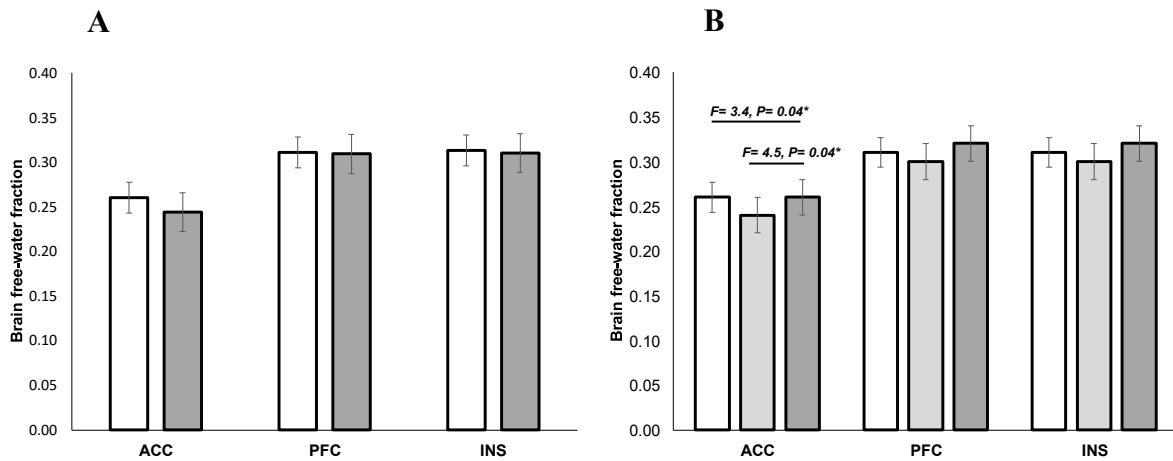 A
Brain free-water fraction
0.40
0.35
0.30
0.25
0.20
0.15
0.10
0.05
0.00
ACC
PFC
INS
B
Brain free-water fraction
0.40
0.35
0.30
0.25
0.20
0.15
0.10
0.05
0.00
F= 3.4, P= 0.04*
F= 4.5, P= 0.04*
ACC
PFC
INS